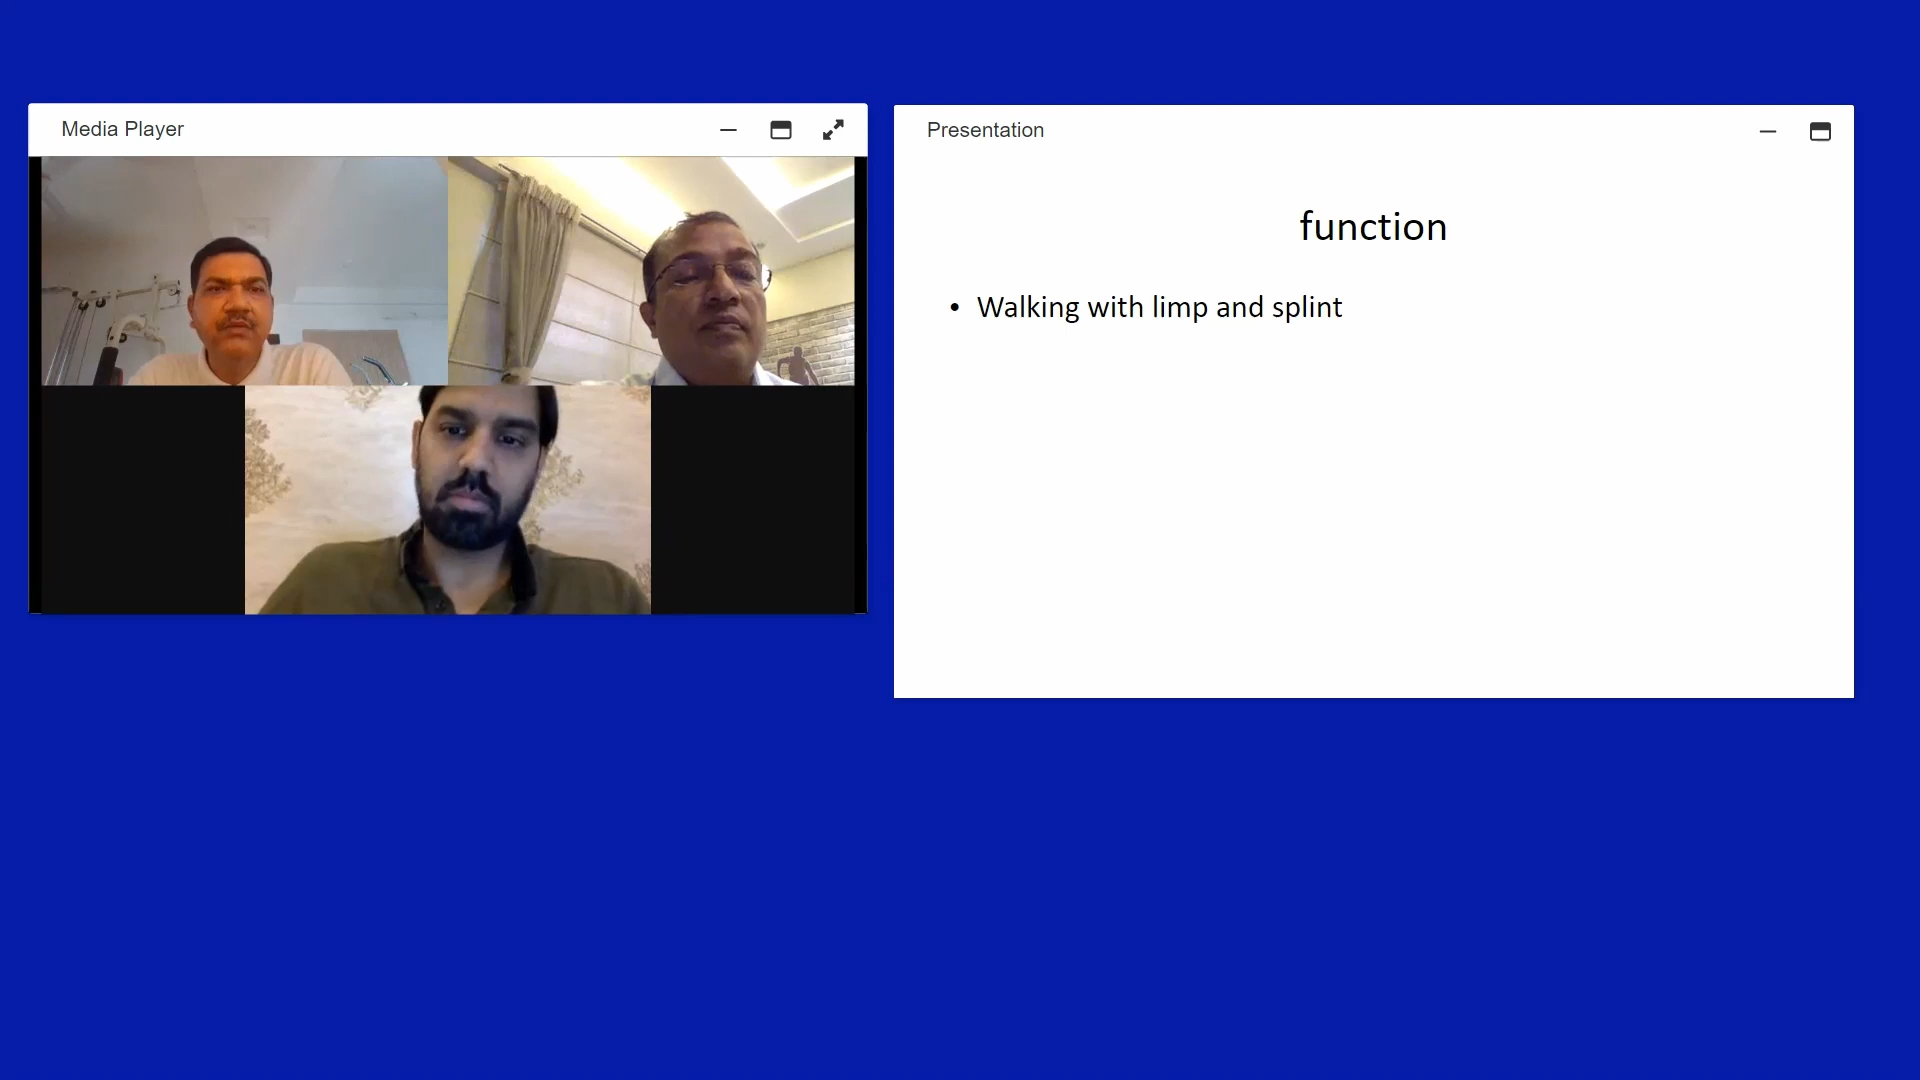 Media Player
Presentation
function
• Walking with limp and splint